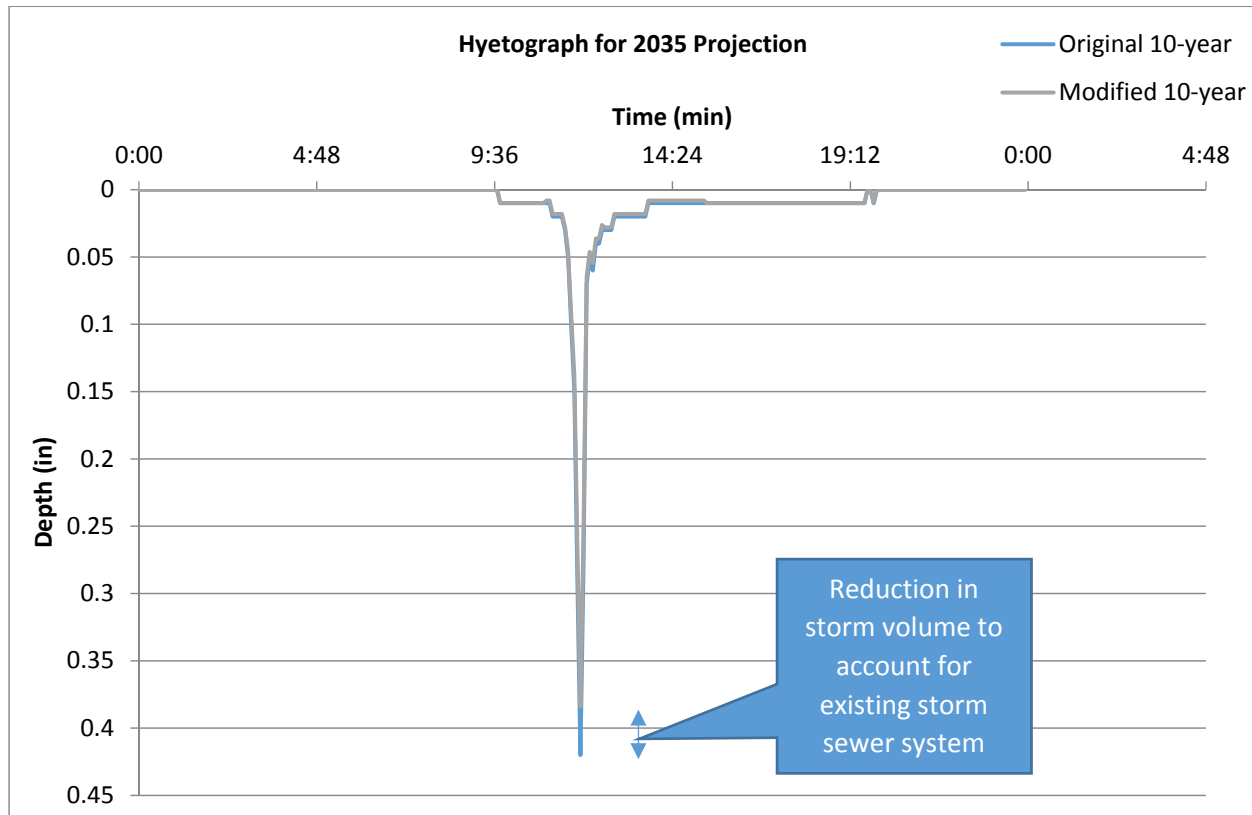 Hyetograph for 2035 Projection
Original 10-year
Modified 10-year
Time (min)
0:00 4:48 9:36 14:24 19:12 0:00 4:48
0
0.05
0.1
0.15
0.2
0.25
0.3
0.35
0.4
0.45
Depth (in)
Reduction in
storm volume to
account for
existing storm
sewer system